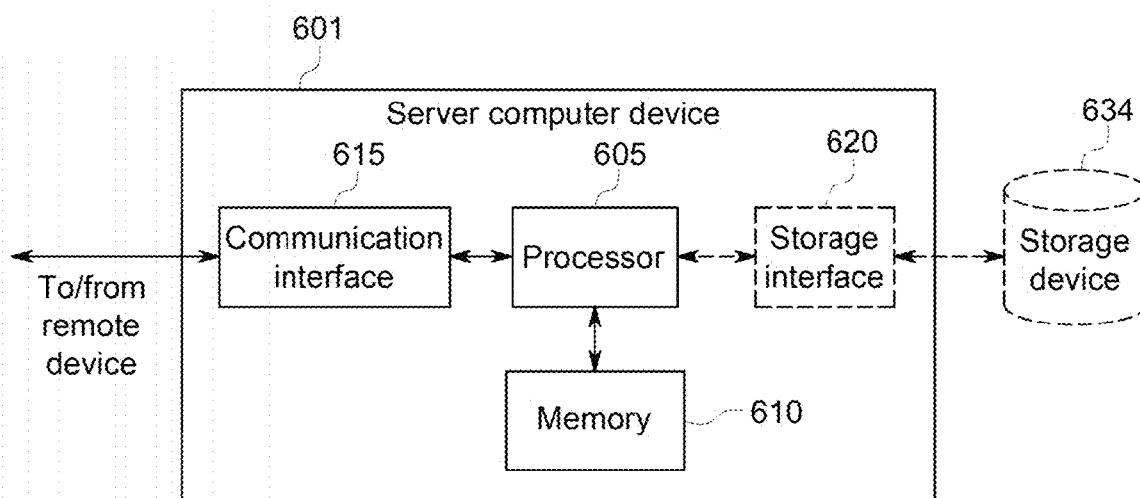 601
Server computer device
634
615
605
620
Communication
interface
Processor
Storage
interface
Storage
device
To/from
remote
device
Memory
610